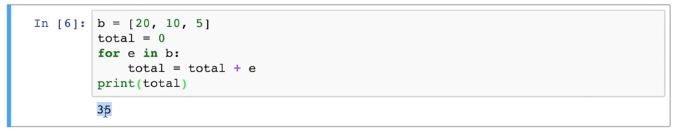 In [6]: b = [20, 10, 5]
total = 0
for e in b:
    total = total + e
print(total)
35